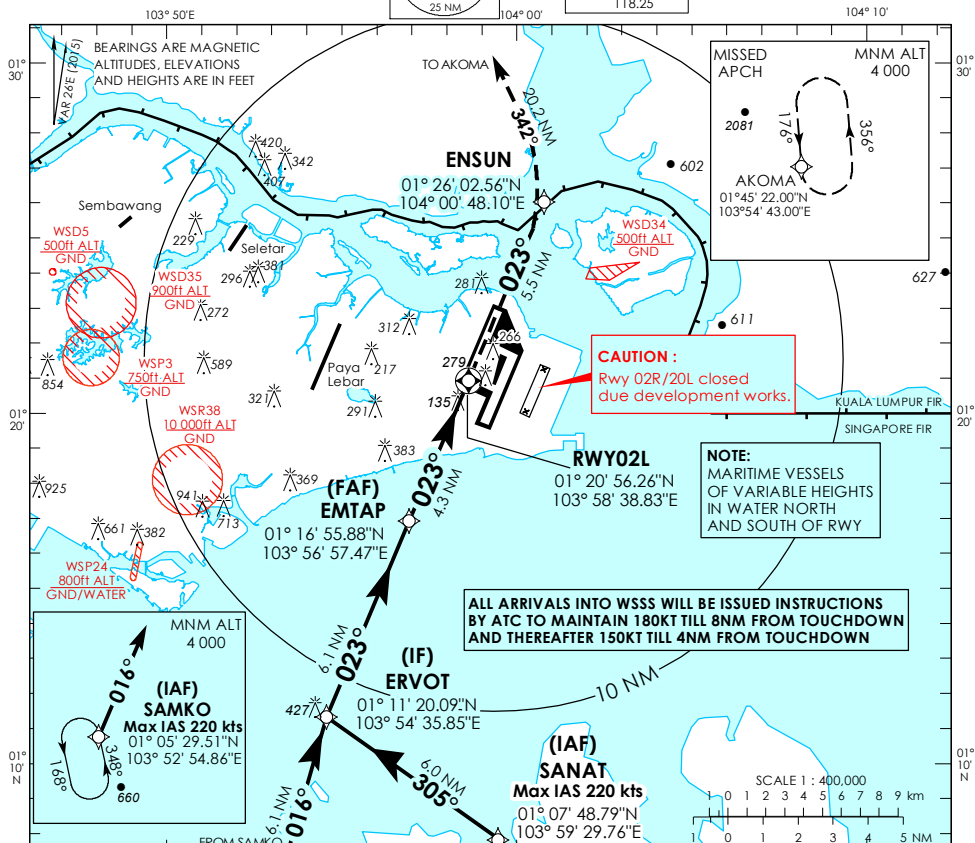 25 NM
118.25
103° 50'E
104° 00'E
104° 10'E
01°
30'
BEARINGS ARE MAGNETIC
ALTITUDES, ELEVATIONS
AND HEIGHTS ARE IN FEET
VAR 26'E (2015)
TO AKOMA
20.2 NM
342°
MISSED
APCH
MNM ALT
4 000
2081
176°
356°
AKOMA
01°45' 22.00"N
103°54' 43.00"E
01°
30'
420
342
407
ENSUN
01° 26' 02.56"N
104° 00' 48.10"E
602
Sembawang
229
Seletar
WSD5
500ft ALT
GND
WSD35
900ft ALT
GND
296
381
272
281
023°
5.5 NM
WSD34
500ft ALT
GND
627
611
312
266
279
217
589
WSP3
750ft ALT
GND
854
Paya
Lebar
321
291
135
CAUTION :
Rwy 02R/20L closed
due development works.
KUALA LUMPUR FIR
SINGAPORE FIR
01°
20'
01°
20'
WSR38
10 000ft ALT
GND
383
369
925
941
713
661
382
023°
4.3 NM
RWY02L
01° 20' 56.26"N
103° 58' 38.83"E
NOTE:
MARITIME VESSELS
OF VARIABLE HEIGHTS
IN WATER NORTH
AND SOUTH OF RWY
(FAF)
EMTAP
01° 16' 55.88"N
103° 56' 57.47"E
WSP24
800ft ALT
GND/WATER
ALL ARRIVALS INTO WSSS WILL BE ISSUED INSTRUCTIONS
BY ATC TO MAINTAIN 180KT TILL 8NM FROM TOUCHDOWN
AND THEREAFTER 150KT TILL 4NM FROM TOUCHDOWN
MNM ALT
4 000
016°
(IAF)
SAMKO
Max IAS 220 kts
01° 05' 29.51"N
103° 52' 54.86"E
168°
348°
660
6.1 NM
023°
(IF)
ERVOT
01° 11' 20.09"N
103° 54' 35.85"E
427
10 NM
(IAF)
SANAT
Max IAS 220 kts
01° 07' 48.79"N
103° 59' 29.76"E
6.0 NM
305°
6.1 NM
016°
FROM SAMKO
01°
10'
N
01°
10'
N
SCALE 1 : 400,000
1 0 1 2 3 4 5 6 7 8 9 km
1 0 1 2 3 4 5 NM